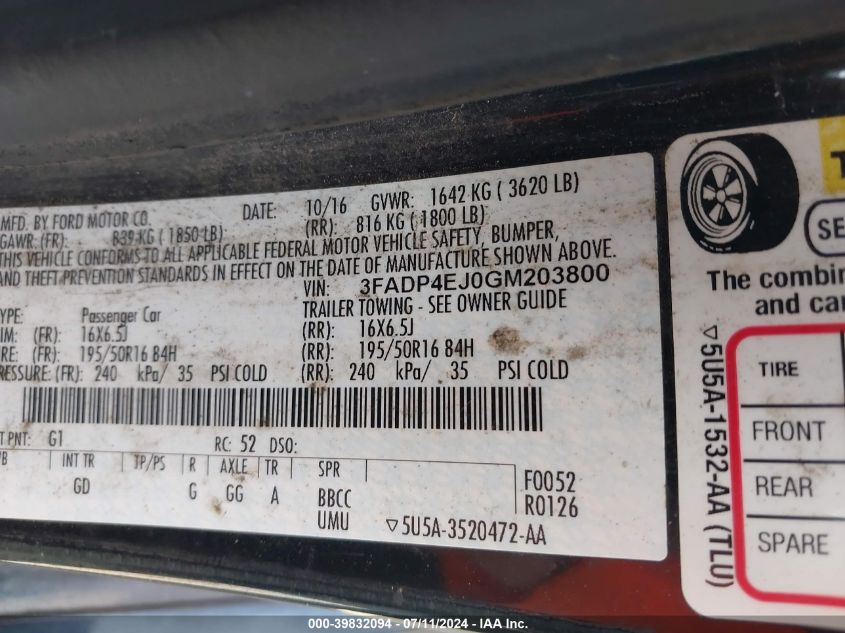 MFD. BY FORD MOTOR CO.
DATE: 10/16 GVWR: 1642 KG ( 3620 LB)
GAWR: (FR): 839 KG ( 1850 LB) (RR): 816 KG ( 1800 LB)
THIS VEHICLE CONFORMS TO ALL APPLICABLE FEDERAL MOTOR VEHICLE SAFETY, BUMPER,
AND THEFT PREVENTION STANDARDS IN EFFECT ON THE DATE OF MANUFACTURE SHOWN ABOVE.
VIN: 3FADP4EJ0GM203800
TYPE: Passenger Car TRAILER TOWING - SEE OWNER GUIDE
IM: (FR): 16X6.5J (RR): 16X6.5J
RE: (FR): 195/50R16 84H (RR): 195/50R16 84H
PRESSURE: (FR): 240 kPa/ 35 PSI COLD (RR): 240 kPa/ 35 PSI COLD
T PNT: G1 RC: 52 DSO:
B INT TR TP/PS R AXLE TR SPR
GD G GG A BBCC
UMU
F0052
R0126
▽5U5A-3520472-AA
T
SE
The combin
and car
▽5U5A-1532-AA (TLU)
TIRE
FRONT
REAR
SPARE
000-39832094 - 07/11/2024 - IAA Inc.